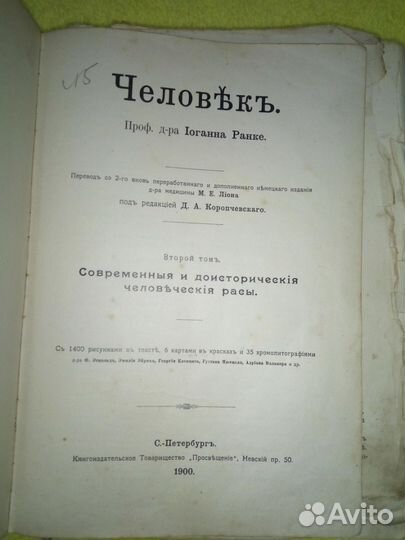 15
Человѣкъ.
Проф. д-ра Іоганна Ранке.
Переводъ со 2-го вновь переработаннаго и дополненнаго нѣмецкаго изданія
д-ра медицины М. Е. Ліона
подъ редакціей Д. А. Коропчевскаго.
Второй томъ.
Современныя и доисторическія
человѣческія расы.
Съ 1400 рисунками въ текстѣ, 6 картами въ краскахъ и 35 хромолитографіями
и др.
С.-Петербургъ.
Книгоиздательское Товарищество „Просвѣщеніе", Невскій пр. 50.
1900.
Avito